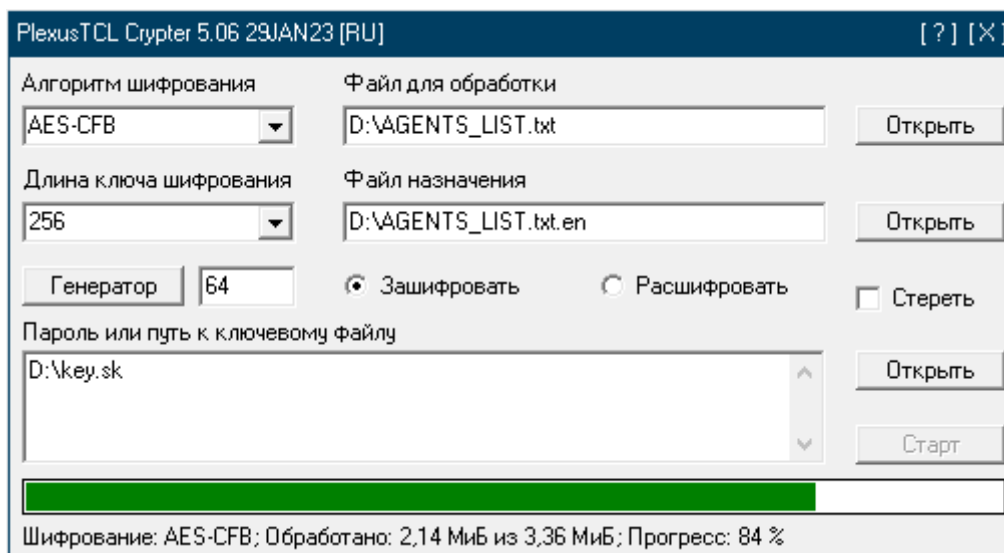 PlexusTCL Crypter 5.06 29JAN23 [RU] [ ? ] [X]
Алгоритм шифрования Файл для обработки
AES-CFB D:\AGENTS_LIST.txt Открыть
Длина ключа шифрования Файл назначения
256 D:\AGENTS_LIST.txt.en Открыть
Генератор 64 Зашифровать Расшифровать Стереть
Пароль или путь к ключевому файлу
D:\key.sk Открыть
Старт
Шифрование: AES-CFB; Обработано: 2,14 МиБ из 3,36 МиБ; Прогресс: 84 %